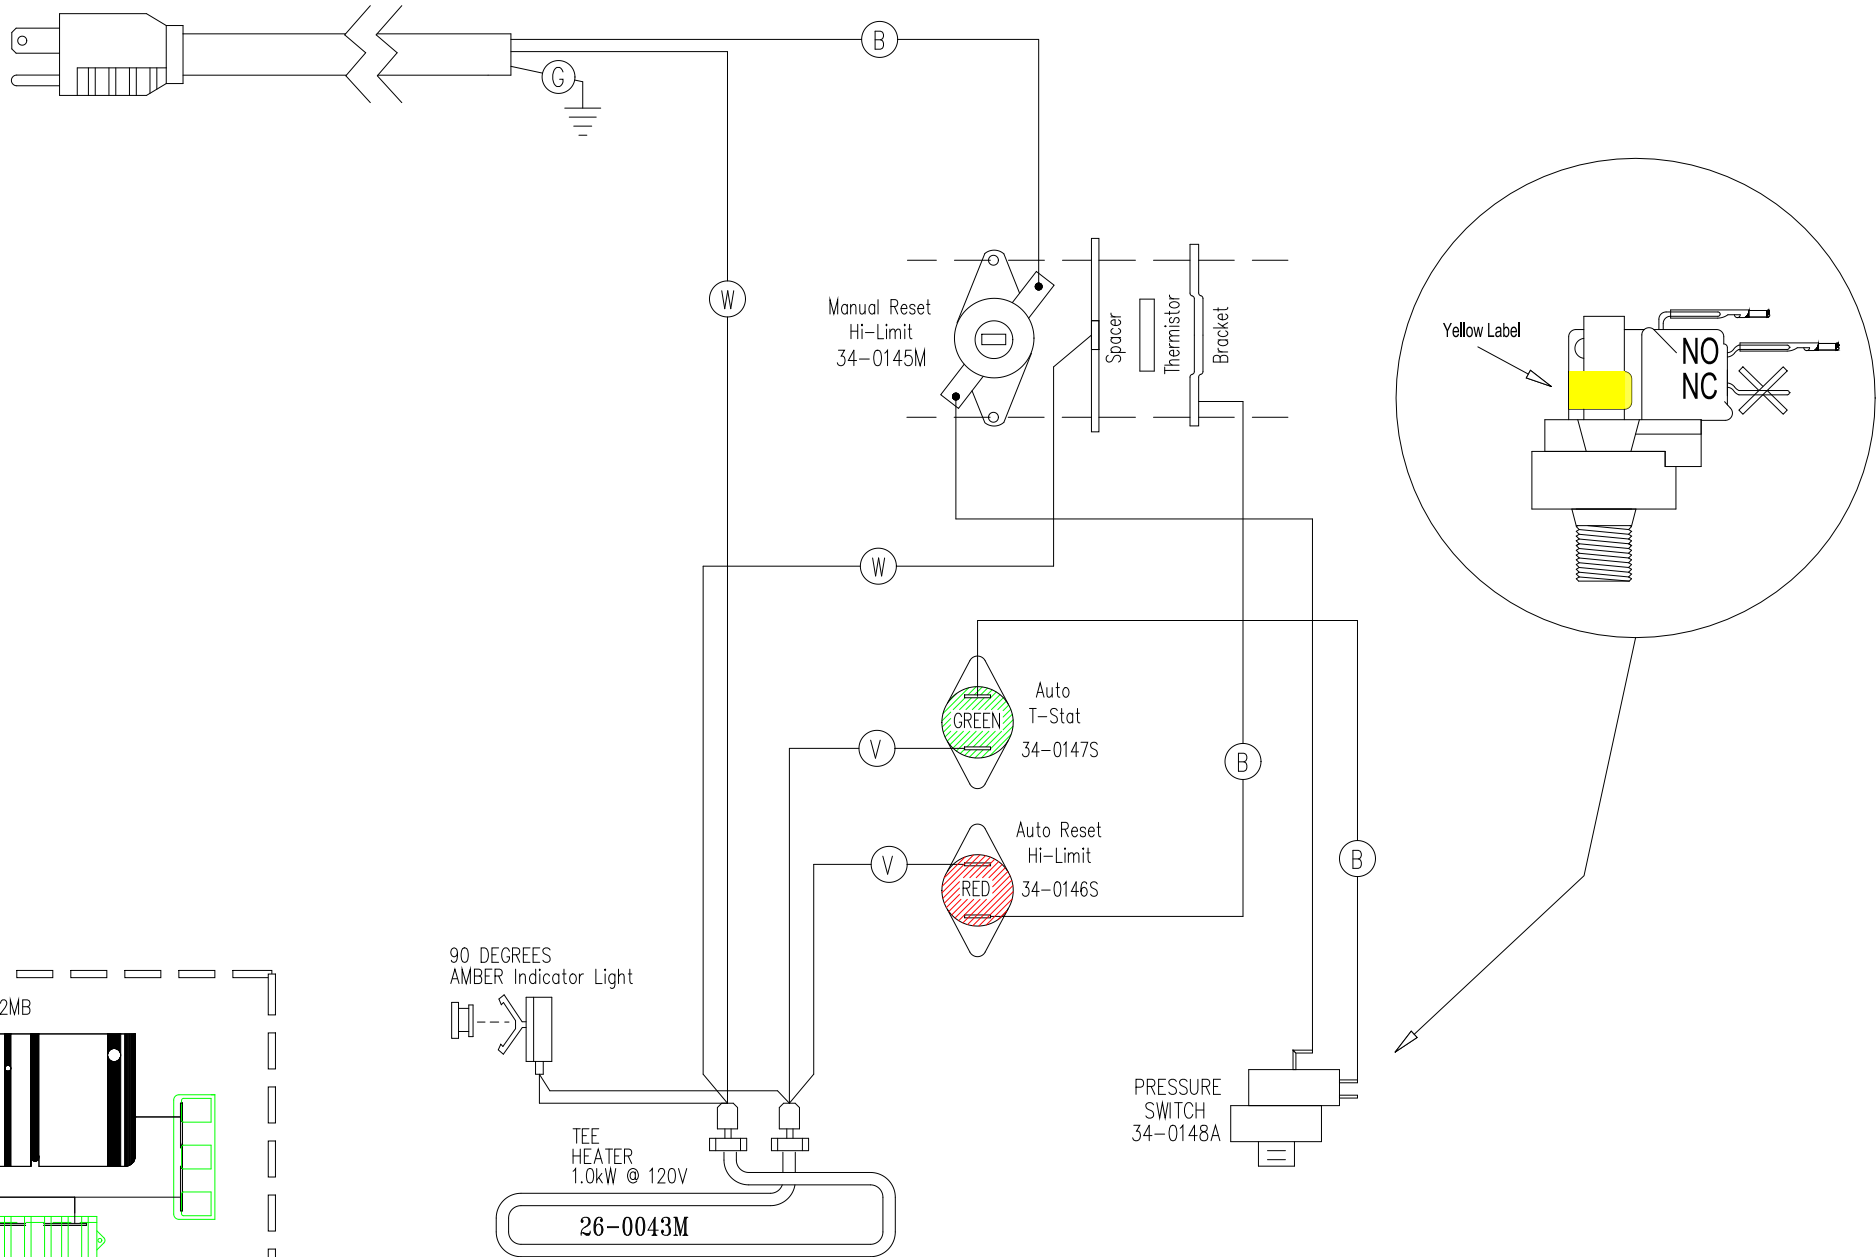 B
G
W
Manual Reset
Hi-Limit
34-0145M
Spacer
Thermistor
Bracket
Yellow Label
NO
NC
W
GREEN
Auto
T-Stat
34-0147S
V
B
Auto Reset
Hi-Limit
34-0146S
RED
V
B
90 DEGREES
AMBER Indicator Light
2MB
PRESSURE
SWITCH
34-0148A
TEE
HEATER
1.0kW @ 120V
26-0043M